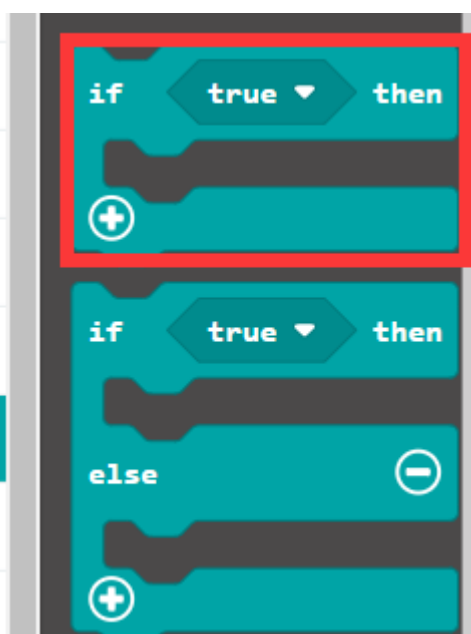 if true then
if true then
else